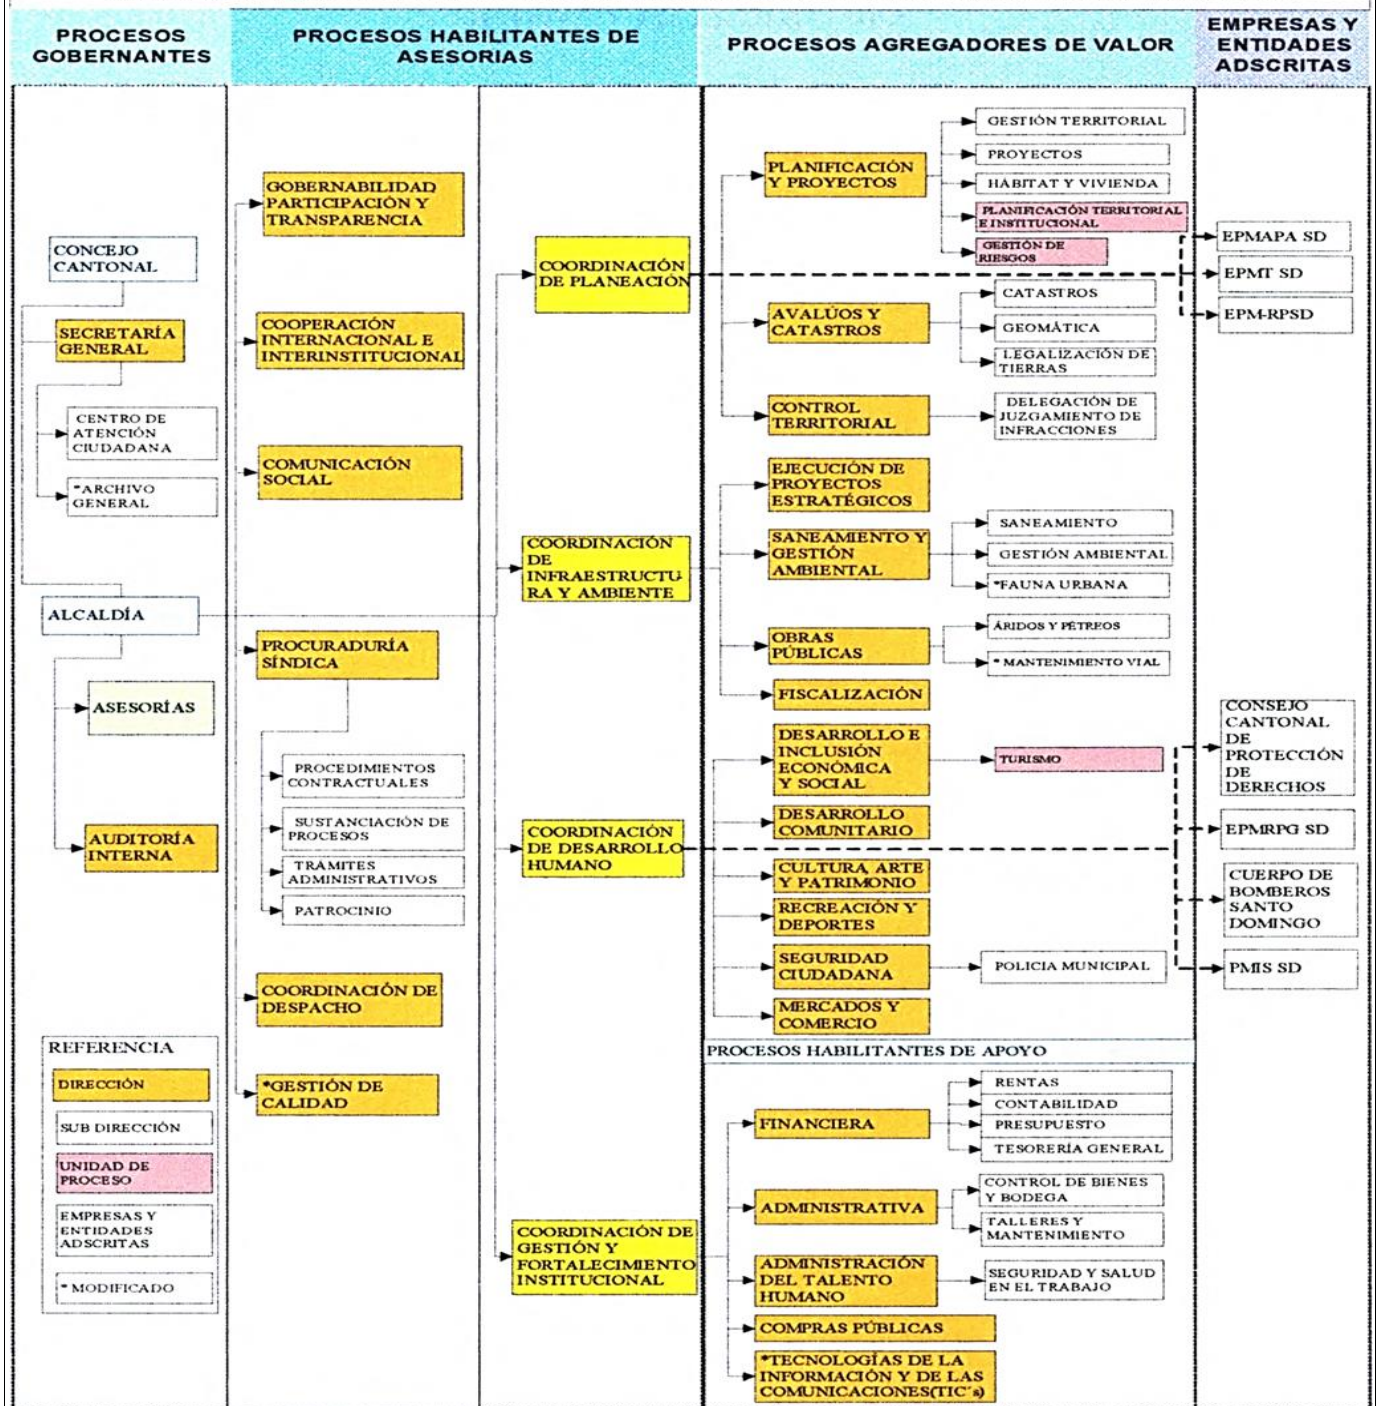 PROCESOS
GOBERNANTES
PROCESOS HABILITANTES DE
ASESORIAS
PROCESOS AGREGADORES DE VALOR
EMPRESAS Y
ENTIDADES
ADSCRITAS
CONCEJO
CANTONAL
SECRETARÍA
GENERAL
CENTRO DE
ATENCIÓN
CIUDADANA
*ARCHIVO
GENERAL
ALCALDÍA
ASESORÍAS
AUDITORÍA
INTERNA
REFERENCIA
DIRECCIÓN
SUB DIRECCIÓN
UNIDAD DE
PROCESO
EMPRESAS Y
ENTIDADES
ADSCRITAS
* MODIFICADO
GOBERNABILIDAD,
PARTICIPACIÓN Y
TRANSPARENCIA
COOPERACIÓN
INTERNACIONAL E
INTERINSTITUCIONAL
COMUNICACIÓN
SOCIAL
PROCURADURÍA
SÍNDICA
PROCEDIMIENTOS
CONTRACTUALES
SUSTANCIACIÓN DE
PROCESOS
TRÁMITES
ADMINISTRATIVOS
PATROCINIO
COORDINACIÓN DE
DESPACHO
*GESTIÓN DE
CALIDAD
COORDINACIÓN
DE PLANEACIÓN
COORDINACIÓN
DE
INFRAESTRUCTU-
RA Y AMBIENTE
COORDINACIÓN
DE DESARROLLO
HUMANO
COORDINACIÓN DE
GESTIÓN Y
FORTALECIMIENTO
INSTITUCIONAL
PLANIFICACIÓN
Y PROYECTOS
GESTIÓN TERRITORIAL
PROYECTOS
HÁBITAT Y VIVIENDA
PLANIFICACIÓN TERRITORIAL
E INSTITUCIONAL
GESTIÓN DE
RIESGOS
AVALÚOS Y
CATASTROS
CATASTROS
GEOMÁTICA
LEGALIZACIÓN DE
TIERRAS
CONTROL
TERRITORIAL
DELEGACIÓN DE
JUZGAMIENTO DE
INFRACCIONES
EJECUCIÓN DE
PROYECTOS
ESTRATÉGICOS
SANEAMIENTO Y
GESTIÓN
AMBIENTAL
SANEAMIENTO
GESTIÓN AMBIENTAL
*FAUNA URBANA
OBRAS
PÚBLICAS
ÁRIDOS Y PÉTREOS
* MANTENIMIENTO VIAL
FISCALIZACIÓN
DESARROLLO E
INCLUSIÓN
ECONÓMICA
Y SOCIAL
TURISMO
DESARROLLO
COMUNITARIO
CULTURA, ARTE
Y PATRIMONIO
RECREACIÓN Y
DEPORTES
SEGURIDAD
CIUDADANA
POLICIA MUNICIPAL
MERCADOS Y
COMERCIO
PROCESOS HABILITANTES DE APOYO
FINANCIERA
RENTAS
CONTABILIDAD
PRESUPUESTO
TESORERÍA GENERAL
ADMINISTRATIVA
CONTROL DE BIENES
Y BODEGA
TALLERES Y
MANTENIMIENTO
ADMINISTRACIÓN
DEL TALENTO
HUMANO
SEGURIDAD Y SALUD
EN EL TRABAJO
COMPRAS PÚBLICAS
*TECNOLOGÍAS DE LA
INFORMACIÓN Y DE LAS
COMUNICACIONES(TIC´s)
EPMAPA SD
EPMT SD
EPM-RPSD
CONSEJO
CANTONAL
DE
PROTECCIÓN
DE
DERECHOS
EPMRPG SD
CUERPO DE
BOMBEROS
SANTO
DOMINGO
PMIS SD